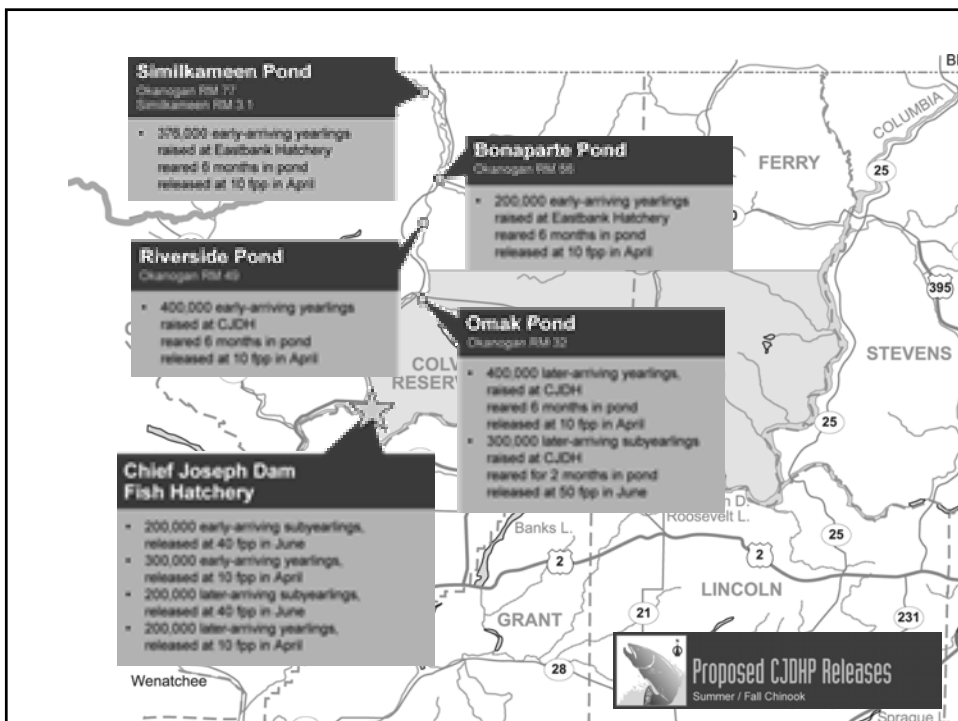 Similkameen Pond
Okanogan RM 77
Similkameen RM 3.1
• 376,000 early-arriving yearlings
raised at Eastbank Hatchery
reared 6 months in pond
released at 10 fpp in April
Bonaparte Pond
Okanogan RM 56
• 200,000 early-arriving yearlings
raised at Eastbank Hatchery
reared 6 months in pond
released at 10 fpp in April
Riverside Pond
Okanogan RM 49
• 400,000 early-arriving yearlings
raised at CJDH
reared 6 months in pond
released at 10 fpp in April
Omak Pond
Okanogan RM 32
• 400,000 later-arriving yearlings,
raised at CJDH
reared 6 months in pond
released at 10 fpp in April
• 300,000 later-arriving subyearlings
raised at CJDH
reared for 2 months in pond
released at 50 fpp in June
Chief Joseph Dam
Fish Hatchery
• 200,000 early-arriving subyearlings,
released at 40 fpp in June
• 300,000 early-arriving yearlings,
released at 10 fpp in April
• 200,000 later-arriving subyearlings,
released at 40 fpp in June
• 200,000 later-arriving yearlings,
released at 10 fpp in April
COLUMBIA
FERRY
25
395
STEVENS
COLV
RESERV
25
D.
Roosevelt L.
Banks L.
25
2
2
LINCOLN
GRANT
21
231
28
Wenatchee
Proposed CJDHP Releases
Summer / Fall Chinook
Sprague L.